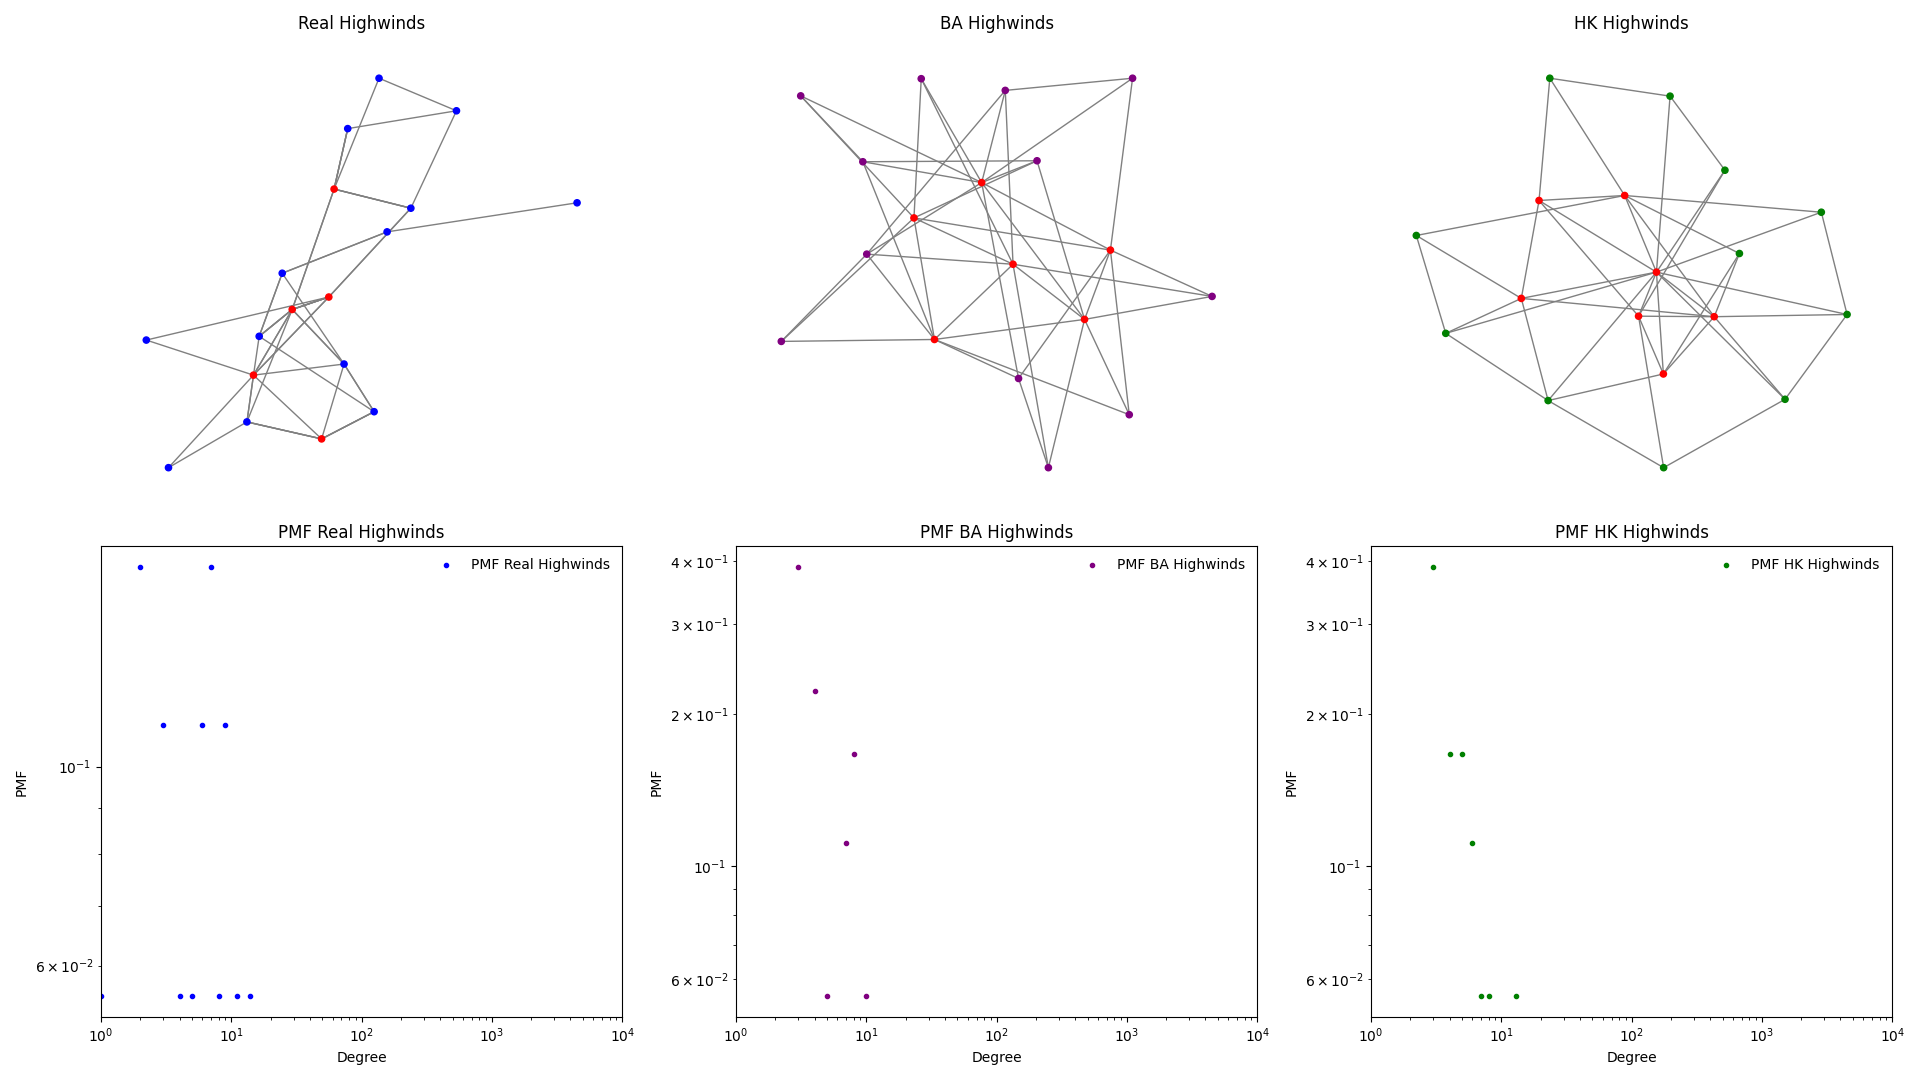 Real Highwinds
BA Highwinds
HK Highwinds
PMF Real Highwinds
PMF Real Highwinds
PMF
10⁻¹
6 × 10⁻²
10⁰ 10¹ 10² 10³ 10⁴
Degree
PMF BA Highwinds
PMF BA Highwinds
PMF
4 × 10⁻¹
3 × 10⁻¹
2 × 10⁻¹
10⁻¹
6 × 10⁻²
10⁰ 10¹ 10² 10³ 10⁴
Degree
PMF HK Highwinds
PMF HK Highwinds
PMF
4 × 10⁻¹
3 × 10⁻¹
2 × 10⁻¹
10⁻¹
6 × 10⁻²
10⁰ 10¹ 10² 10³ 10⁴
Degree